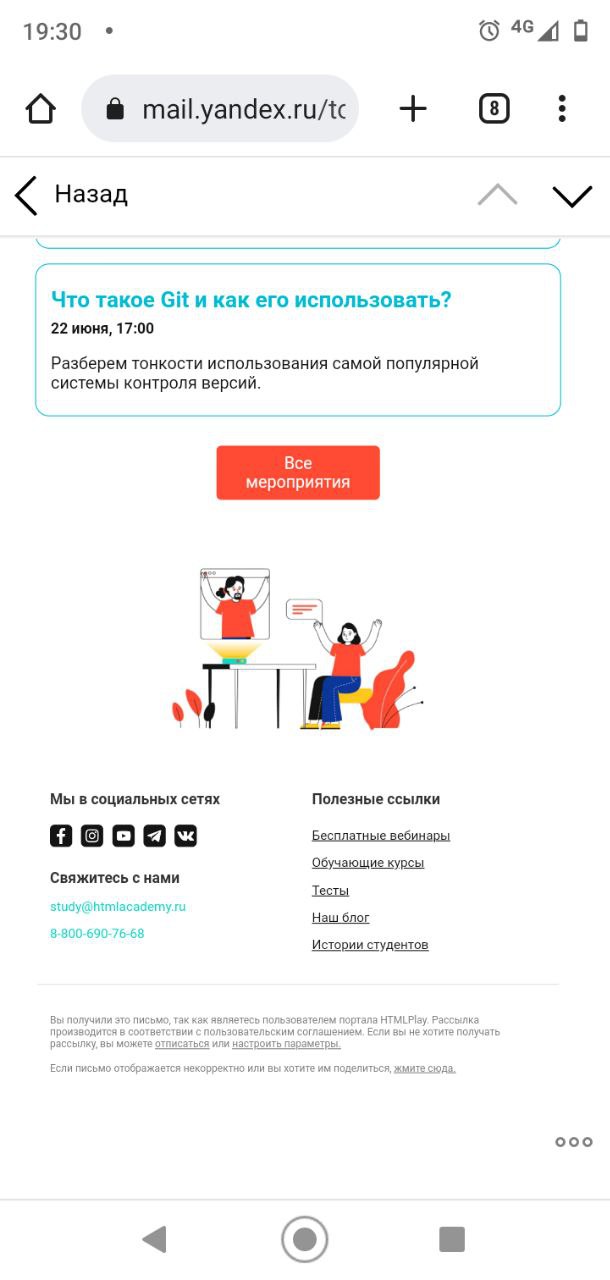 19:30
4G
mail.yandex.ru/to
8
Назад
Что такое Git и как его использовать?
22 июня, 17:00
Разберем тонкости использования самой популярной
системы контроля версий.
Все
мероприятия
Мы в социальных сетях
Полезные ссылки
Бесплатные вебинары
Обучающие курсы
Свяжитесь с нами
Тесты
study@htmlacademy.ru
Наш блог
8-800-690-76-68
Истории студентов
Вы получили это письмо, так как являетесь пользователем портала HTMLPlay. Рассылка
производится в соответствии с пользовательским соглашением. Если вы не хотите получать
рассылку, вы можете отписаться или настроить параметры.
Если письмо отображается некорректно или вы хотите им поделиться, жмите сюда.